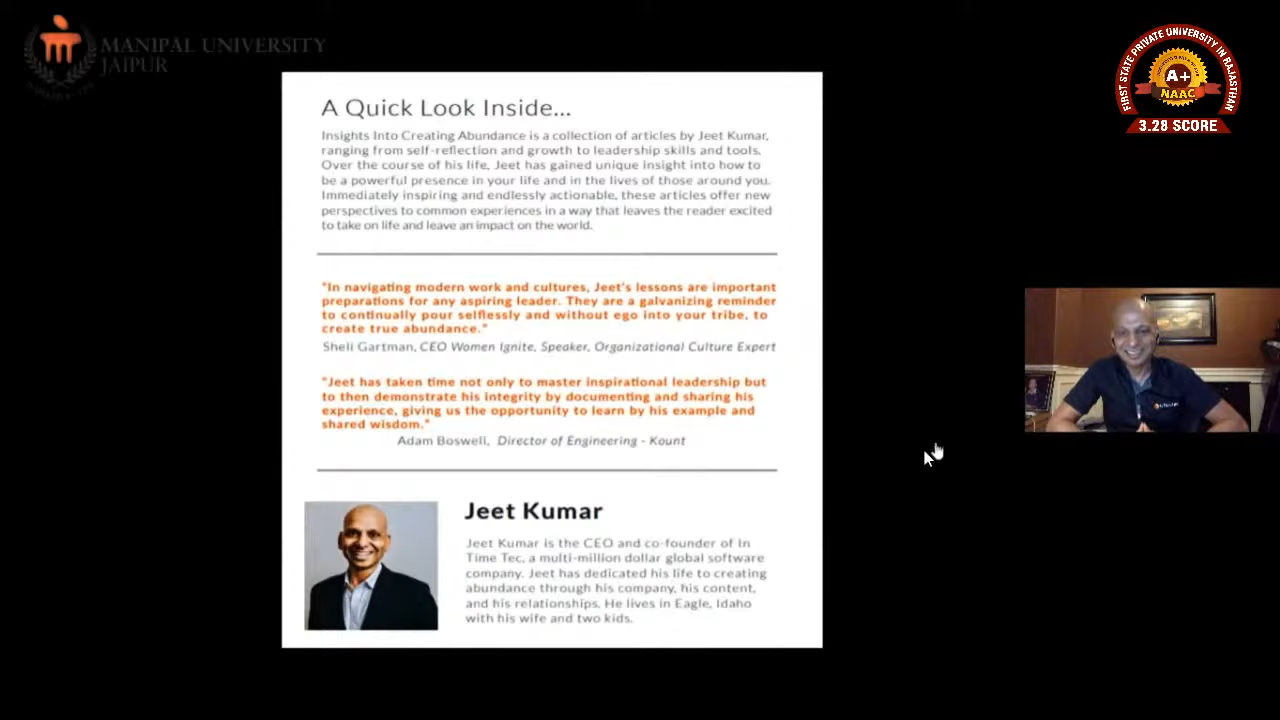 MANIPAL UNIVERSITY
JAIPUR
FIRST STATE PRIVATE UNIVERSITY IN RAJASTHAN
A+
NAAC
3.28 SCORE
A Quick Look Inside...
Insights Into Creating Abundance is a collection of articles by Jeet Kumar,
ranging from self-reflection and growth to leadership skills and tools.
Over the course of his life, Jeet has gained unique insight into how to
be a powerful presence in your life and in the lives of those around you.
Immediately inspiring and endlessly actionable, these articles offer new
perspectives to common experiences in a way that leaves the reader excited
to take on life and leave an impact on the world.
"In navigating modern work and cultures, Jeet's lessons are important
preparations for any aspiring leader. They are a galvanizing reminder
to continually pour selflessly and without ego into your tribe, to
create true abundance."
Sheli Gartman, CEO Women Ignite, Speaker, Organizational Culture Expert
"Jeet has taken time not only to master inspirational leadership but
to then demonstrate his integrity by documenting and sharing his
experience, giving us the opportunity to learn by his example and
shared wisdom."
Adam Boswell, Director of Engineering - Kount
Jeet Kumar
Jeet Kumar is the CEO and co-founder of In
Time Tec, a multi-million dollar global software
company. Jeet has dedicated his life to creating
abundance through his company, his content,
and his relationships. He lives in Eagle, Idaho
with his wife and two kids.